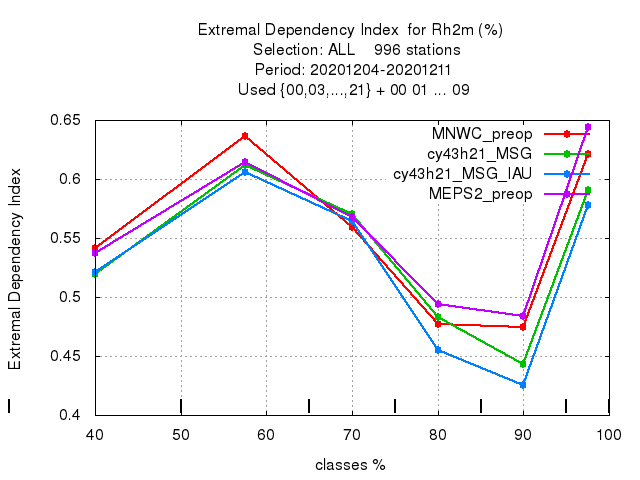 Extremal Dependency Index  for Rh2m (%)
Selection: ALL    996 stations
Period: 20201204-20201211
Used {00,03,...,21} + 00 01 ... 09
Extremal Dependency Index
0.65
0.6
0.55
0.5
0.45
0.4
MNWC_preop
cy43h21_MSG
cy43h21_MSG_IAU
MEPS2_preop
40 50 60 70 80 90 100
classes %